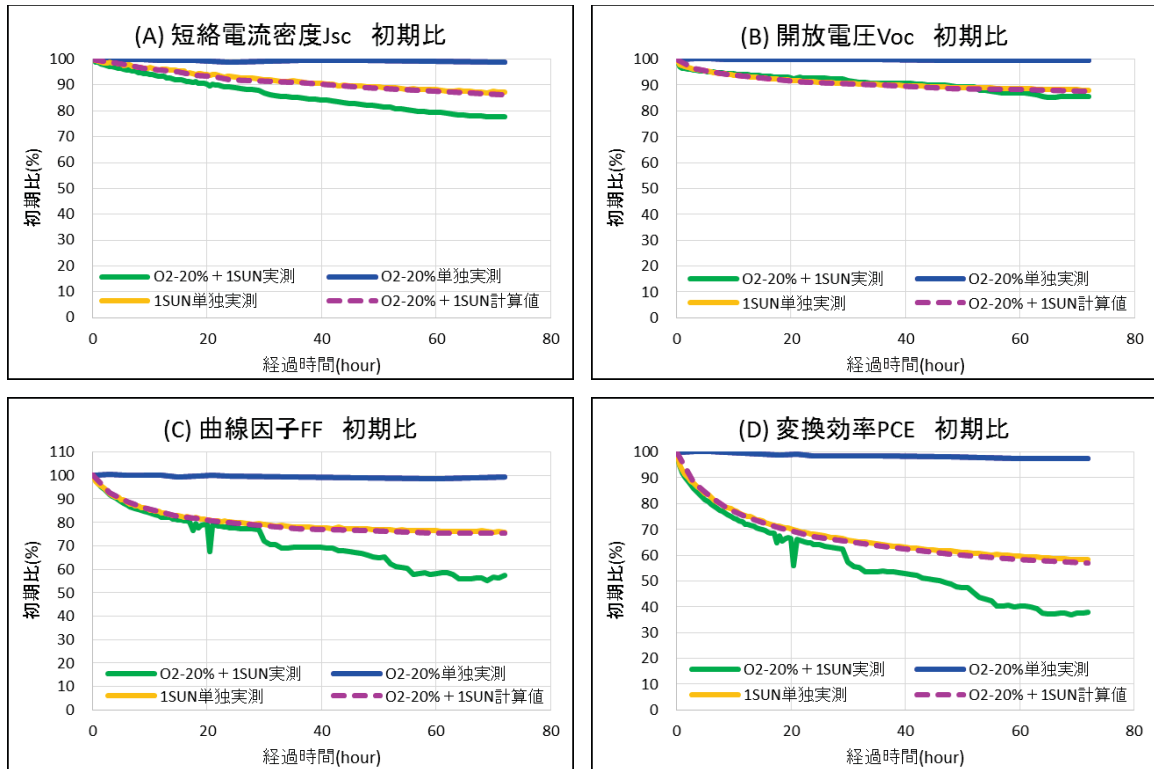 (A) 短絡電流密度Jsc 初期比
100
90
80
70
60
50
40
30
20
10
0
初期比(%)
O2-20%＋1SUN実測
O2-20%単独実測
1SUN単独実測
O2-20%＋1SUN計算値
0 20 40 60 80
経過時間(hour)
(B) 開放電圧Voc 初期比
100
90
80
70
60
50
40
30
20
10
0
初期比(%)
O2-20%＋1SUN実測
O2-20%単独実測
1SUN単独実測
O2-20%＋1SUN計算値
0 20 40 60 80
経過時間(hour)
(C) 曲線因子FF 初期比
110
100
90
80
70
60
50
40
30
20
10
0
初期比(%)
O2-20%＋1SUN実測
O2-20%単独実測
1SUN単独実測
O2-20%＋1SUN計算値
0 20 40 60 80
経過時間(hour)
(D) 変換効率PCE 初期比
100
90
80
70
60
50
40
30
20
10
0
初期比(%)
O2-20%＋1SUN実測
O2-20%単独実測
1SUN単独実測
O2-20%＋1SUN計算値
0 20 40 60 80
経過時間(hour)